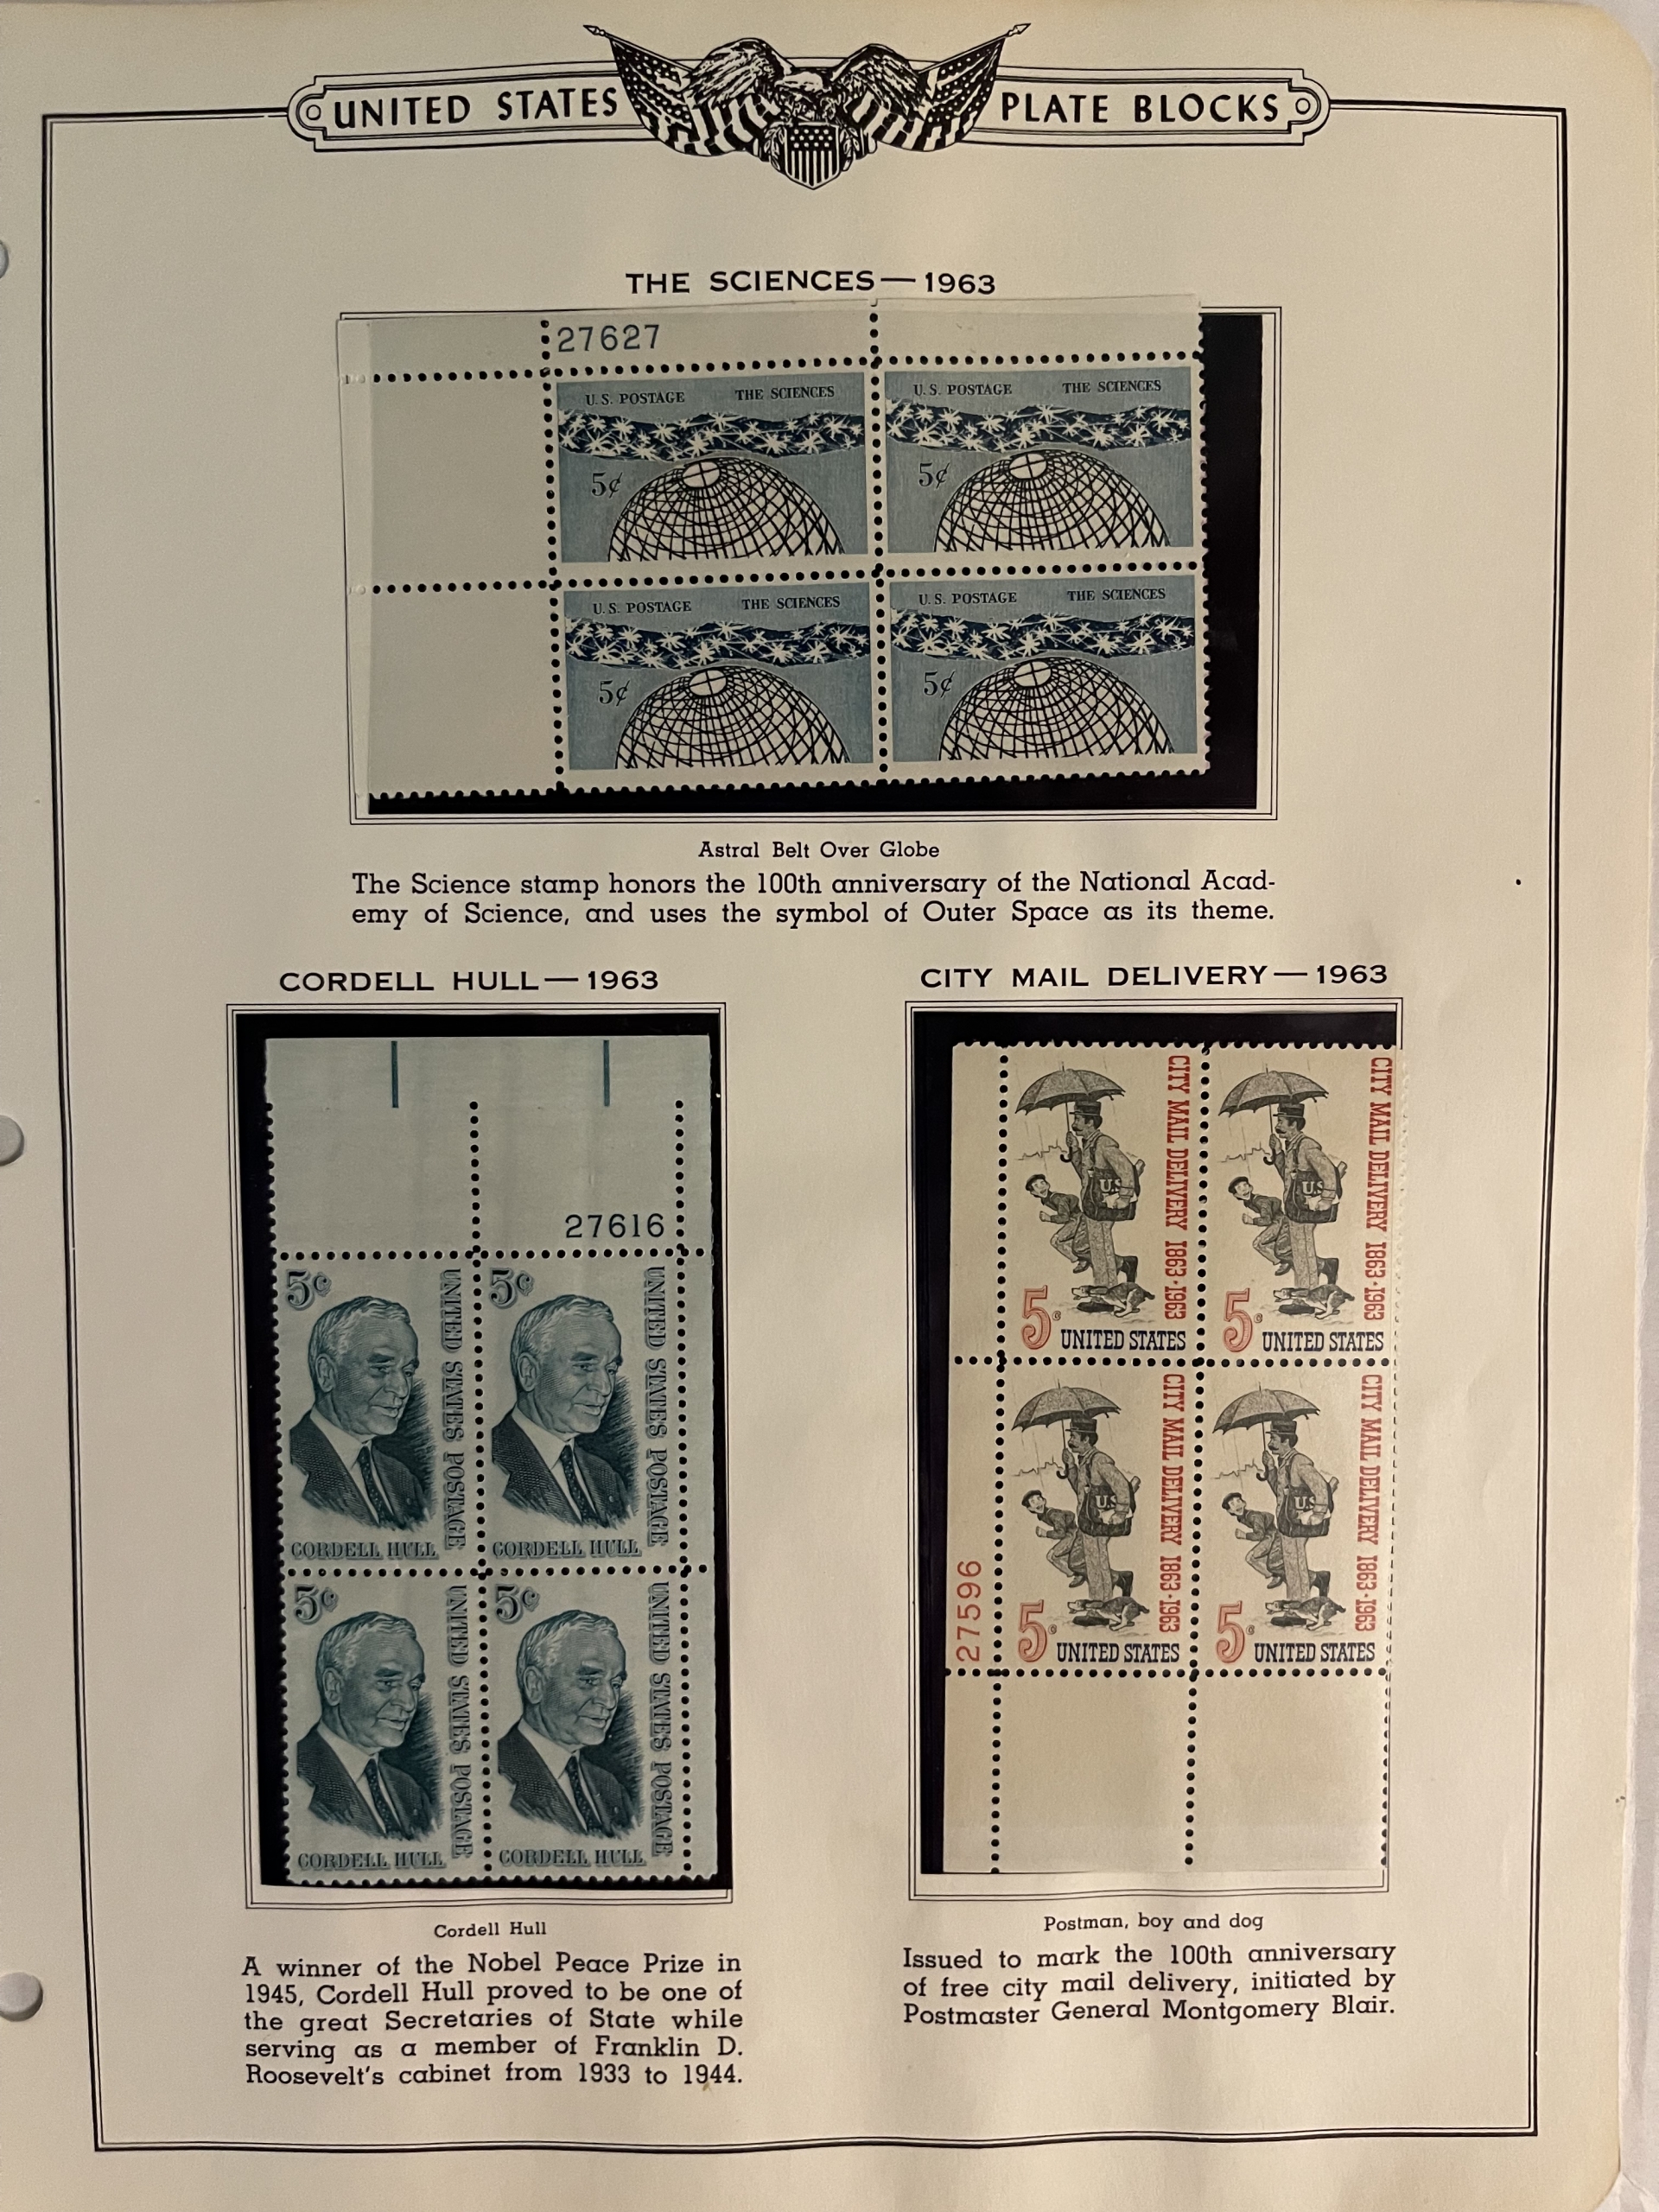 UNITED STATES PLATE BLOCKS
THE SCIENCES—1963
27627
U.S. POSTAGE THE SCIENCES
5¢
U.S. POSTAGE THE SCIENCES
5¢
U.S. POSTAGE THE SCIENCES
5¢
U.S. POSTAGE THE SCIENCES
5¢
Astral Belt Over Globe
The Science stamp honors the 100th anniversary of the National Acad-
emy of Science, and uses the symbol of Outer Space as its theme.
CORDELL HULL—1963
27616
5¢
UNITED STATES POSTAGE
CORDELL HULL
5¢
UNITED STATES POSTAGE
CORDELL HULL
5¢
UNITED STATES POSTAGE
CORDELL HULL
5¢
UNITED STATES POSTAGE
CORDELL HULL
Cordell Hull
A winner of the Nobel Peace Prize in
1945, Cordell Hull proved to be one of
the great Secretaries of State while
serving as a member of Franklin D.
Roosevelt's cabinet from 1933 to 1944.
CITY MAIL DELIVERY—1963
CITY MAIL DELIVERY 1863·1963
U.S
5c
UNITED STATES
CITY MAIL DELIVERY 1863·1963
U.S
5c
UNITED STATES
CITY MAIL DELIVERY 1863·1963
U.S
5c
UNITED STATES
CITY MAIL DELIVERY 1863·1963
U.S
5c
UNITED STATES
27596
Postman, boy and dog
Issued to mark the 100th anniversary
of free city mail delivery, initiated by
Postmaster General Montgomery Blair.